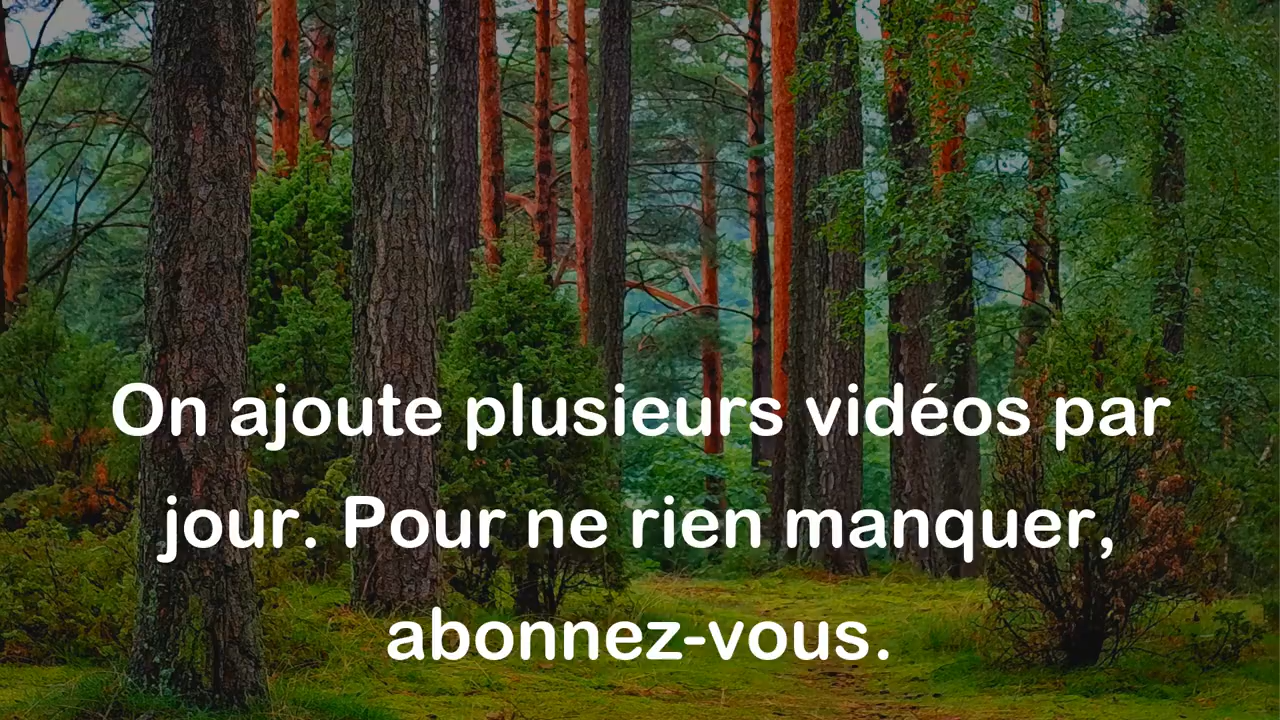 On ajoute plusieurs vidéos par
jour. Pour ne rien manquer,
abonnez-vous.